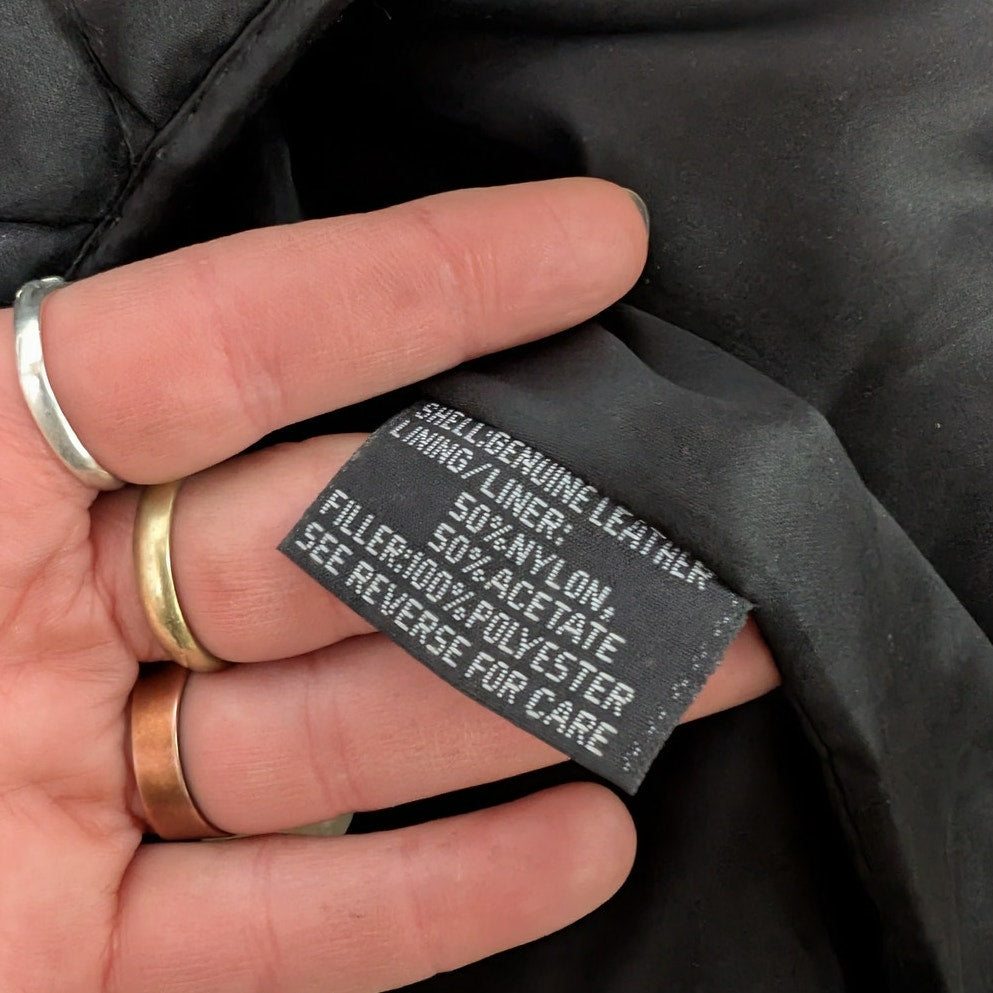 SHELL:GENUINE LEATHER
LINING/LINER:
50%NYLON,
50%ACETATE
FILLER:100%POLYESTER
SEE REVERSE FOR CARE